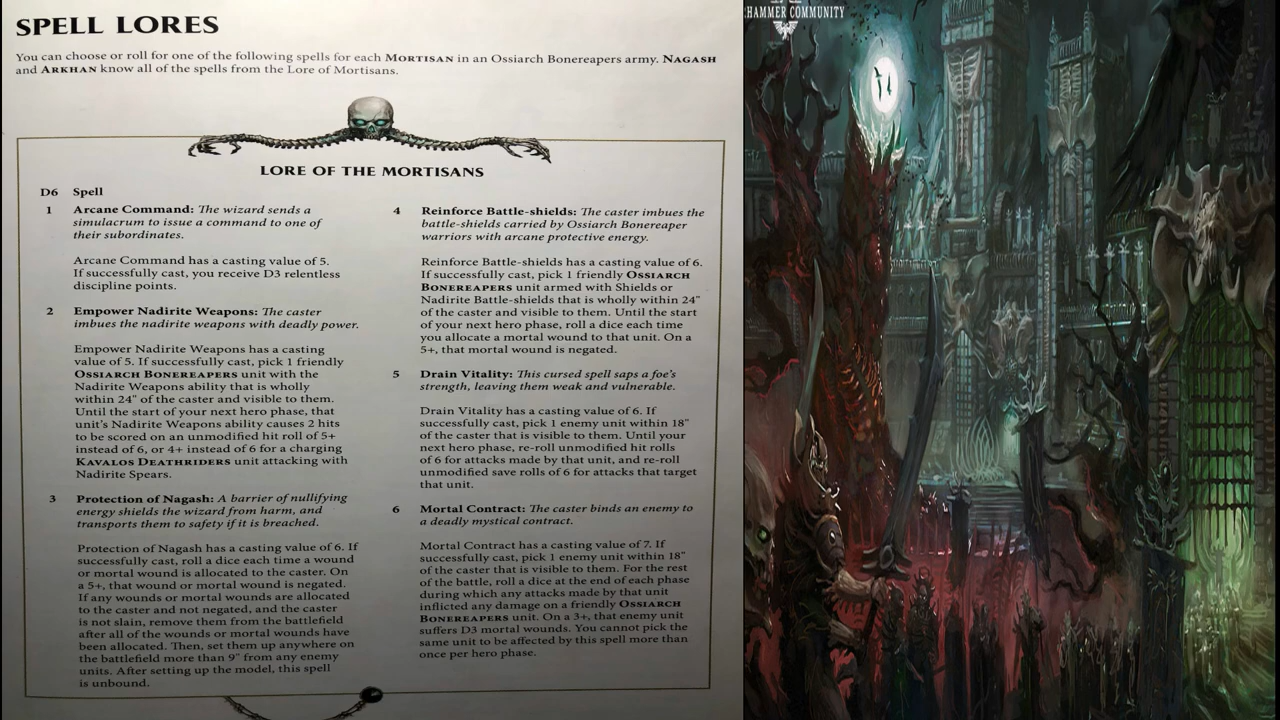 SPELL LORES
You can choose or roll for one of the following spells for each MORTISAN in an Ossiarch Bonereapers army. NAGASH
and ARKHAN know all of the spells from the Lore of Mortisans.
LORE OF THE MORTISANS
D6 Spell
1 Arcane Command: The wizard sends a
simulacrum to issue a command to one of
their subordinates.
Arcane Command has a casting value of 5.
If successfully cast, you receive D3 relentless
discipline points.
2 Empower Nadirite Weapons: The caster
imbues the nadirite weapons with deadly power.
Empower Nadirite Weapons has a casting
value of 5. If successfully cast, pick 1 friendly
OSSIARCH BONEREAPERS unit with the
Nadirite Weapons ability that is wholly
within 24" of the caster and visible to them.
Until the start of your next hero phase, that
unit's Nadirite Weapons ability causes 2 hits
to be scored on an unmodified hit roll of 5+
instead of 6, or 4+ instead of 6 for a charging
KAVALOS DEATHRIDERS unit attacking with
Nadirite Spears.
3 Protection of Nagash: A barrier of nullifying
energy shields the wizard from harm, and
transports them to safety if it is breached.
Protection of Nagash has a casting value of 6. If
successfully cast, roll a dice each time a wound
or mortal wound is allocated to the caster. On
a 5+, that wound or mortal wound is negated.
If any wounds or mortal wounds are allocated
to the caster and not negated, and the caster
is not slain, remove them from the battlefield
after all of the wounds or mortal wounds have
been allocated. Then, set them up anywhere on
the battlefield more than 9" from any enemy
units. After setting up the model, this spell
is unbound.
4 Reinforce Battle-shields: The caster imbues the
battle-shields carried by Ossiarch Bonereaper
warriors with arcane protective energy.
Reinforce Battle-shields has a casting value of 6.
If successfully cast, pick 1 friendly OSSIARCH
BONEREAPERS unit armed with Shields or
Nadirite Battle-shields that is wholly within 24"
of the caster and visible to them. Until the start
of your next hero phase, roll a dice each time
you allocate a mortal wound to that unit. On a
5+, that mortal wound is negated.
5 Drain Vitality: This cursed spell saps a foe's
strength, leaving them weak and vulnerable.
Drain Vitality has a casting value of 6. If
successfully cast, pick 1 enemy unit within 18"
of the caster that is visible to them. Until your
next hero phase, re-roll unmodified hit rolls
of 6 for attacks made by that unit, and re-roll
unmodified save rolls of 6 for attacks that target
that unit.
6 Mortal Contract: The caster binds an enemy to
a deadly mystical contract.
Mortal Contract has a casting value of 7. If
successfully cast, pick 1 enemy unit within 18"
of the caster that is visible to them. For the rest
of the battle, roll a dice at the end of each phase
during which any attacks made by that unit
inflicted any damage on a friendly OSSIARCH
BONEREAPERS unit. On a 3+, that enemy unit
suffers D3 mortal wounds. You cannot pick the
same unit to be affected by this spell more than
once per hero phase.
RHAMMER COMMUNITY